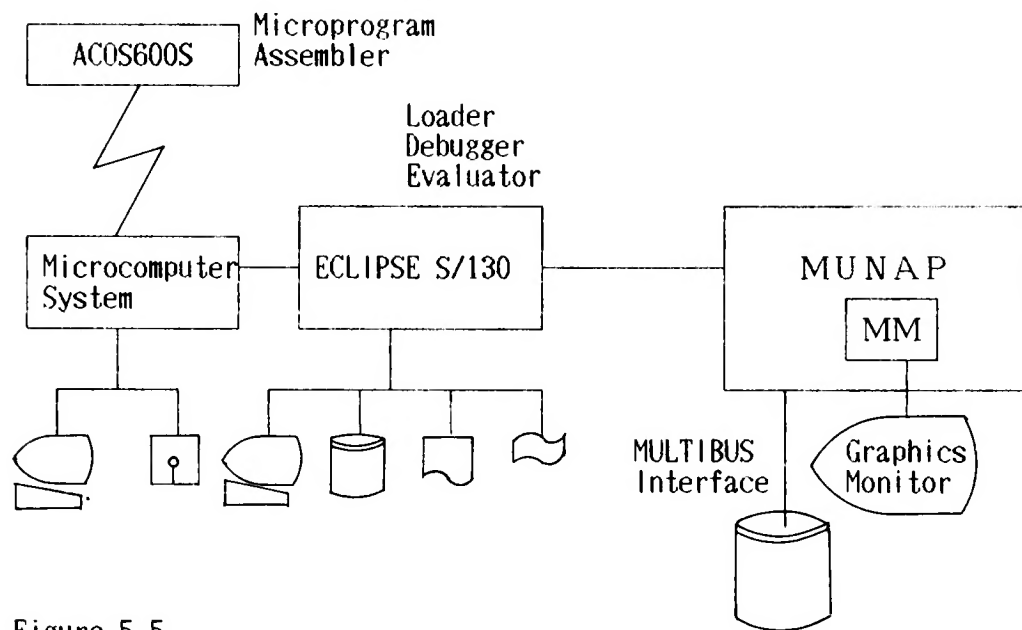 ACOS600S
Microprogram
Assembler
Loader
Debugger
Evaluator
Microcomputer
System
ECLIPSE S/130
MUNAP
MM
MULTIBUS
Interface
Graphics
Monitor
Figure 5.5